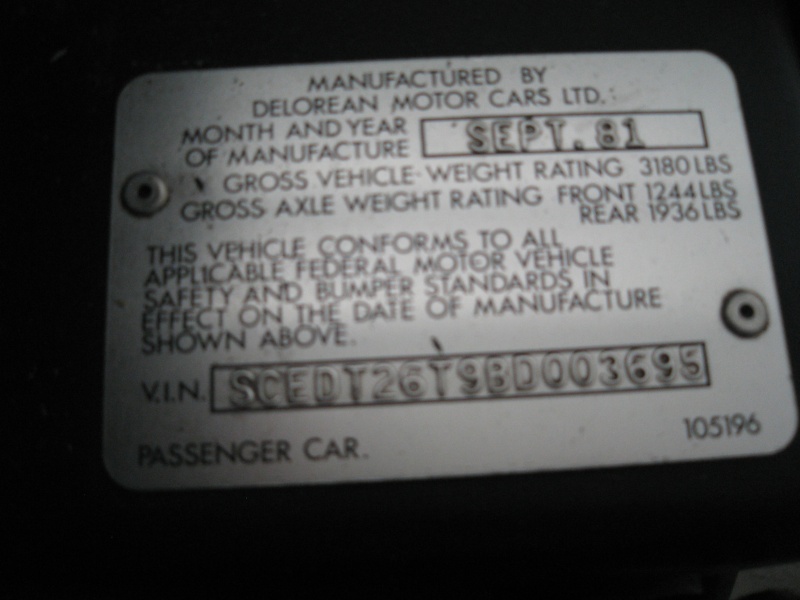 MANUFACTURED BY
DELOREAN MOTOR CARS LTD.
MONTH AND YEAR
OF MANUFACTURE SEPT. 81
GROSS VEHICLE-WEIGHT RATING 3180 LBS
GROSS AXLE WEIGHT RATING FRONT 1244 LBS
REAR 1936 LBS
THIS VEHICLE CONFORMS TO ALL
APPLICABLE FEDERAL MOTOR VEHICLE
SAFETY AND BUMPER STANDARDS IN
EFFECT ON THE DATE OF MANUFACTURE
SHOWN ABOVE.
V.I.N. SCEDT26T9BD003695
PASSENGER CAR. 105196